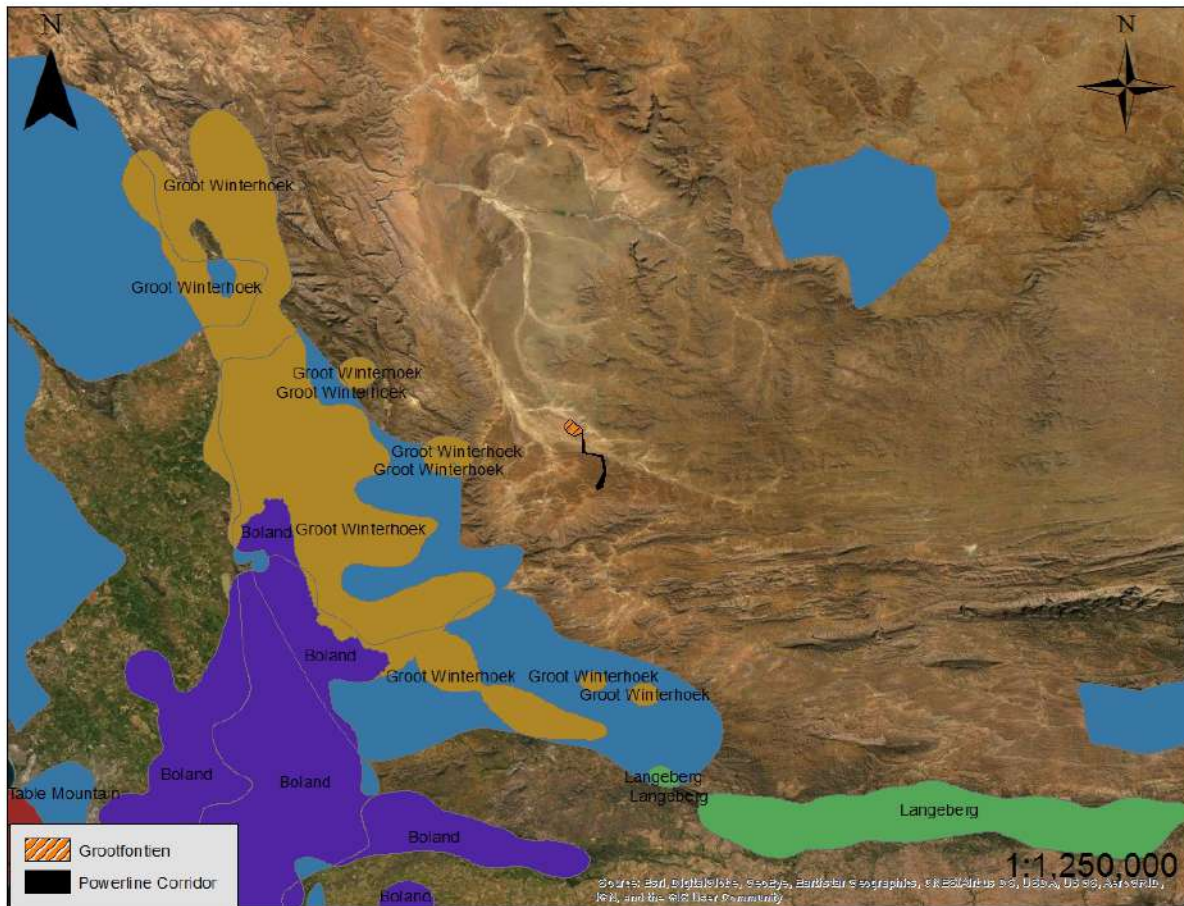 N
N
Groot Winterhoek
Groot Winterhoek
Groot Winterhoek
Groot Winterhoek
Groot Winterhoek
Groot Winterhoek
Boland
Groot Winterhoek
Boland
Groot Winterhoek
Groot Winterhoek
Groot Winterhoek
Boland
Boland
Langeberg
Langeberg
Table Mountain
Langeberg
Boland
Boland
Grootfontien
Powerline Corridor
1:1,250,000
Source: Esri, DigitalGlobe, GeoEye, Earthstar Geographics, CNES/Airbus DS, USDA, USGS, AeroGRID,
IGN, and the GIS User Community